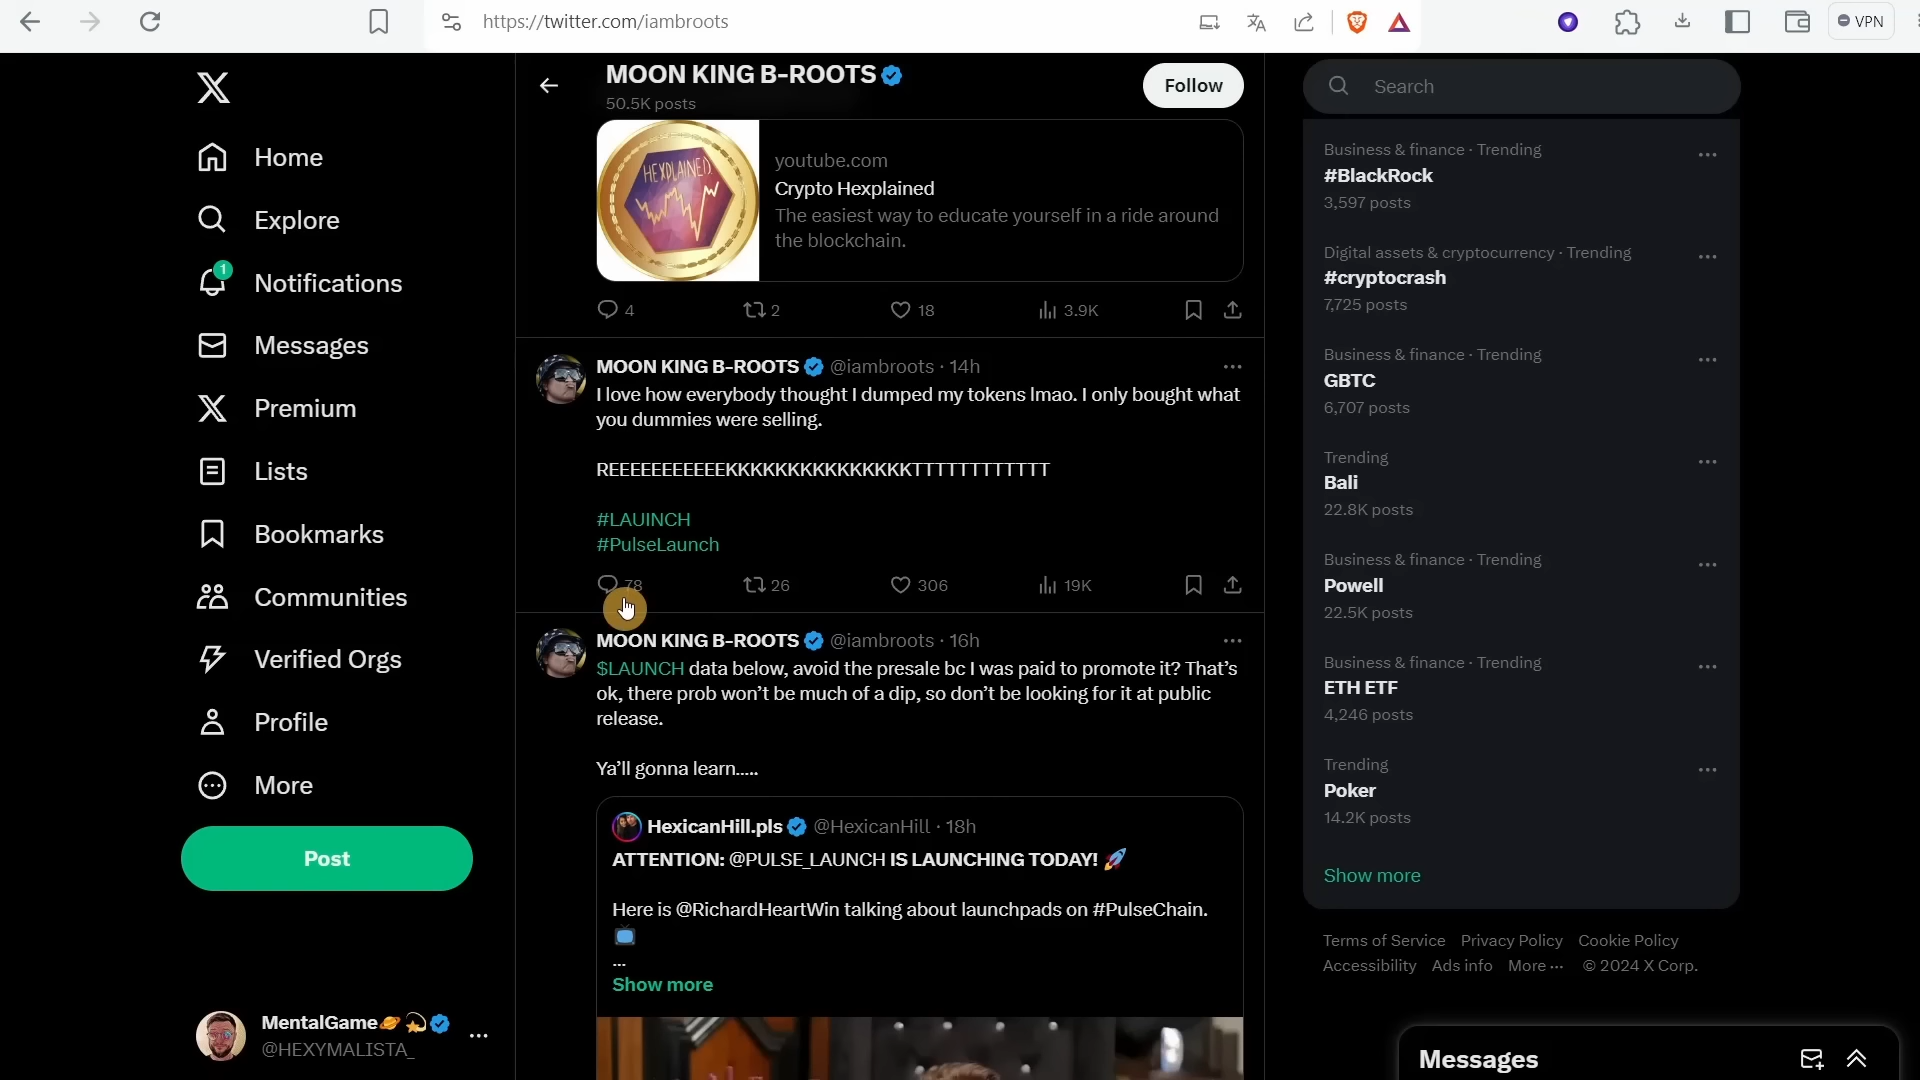 https://twitter.com/iambroots
VPN
MOON KING B-ROOTS
50.5K posts
Follow
Search
Home
Explore
1
Notifications
Messages
Premium
Lists
Bookmarks
Communities
Verified Orgs
Profile
More
Post
MentalGame
@HEXYMALISTA_
HEXPLAINED
youtube.com
Crypto Hexplained
The easiest way to educate yourself in a ride around
the blockchain.
4 2 18 3.9K
MOON KING B-ROOTS @iambroots · 14h
I love how everybody thought I dumped my tokens lmao. I only bought what
you dummies were selling.
REEEEEEEEEEEKKKKKKKKKKKKKKKTTTTTTTTTTTTT
#LAUINCH
#PulseLaunch
78 26 306 19K
MOON KING B-ROOTS @iambroots · 16h
$LAUNCH data below, avoid the presale bc I was paid to promote it? That’s
ok, there prob won’t be much of a dip, so don’t be looking for it at public
release.
Ya’ll gonna learn.....
HexicanHill.pls @HexicanHill · 18h
ATTENTION: @PULSE_LAUNCH IS LAUNCHING TODAY! 🚀
Here is @RichardHeartWin talking about launchpads on #PulseChain.
📺
...
Show more
Business & finance · Trending
#BlackRock
3,597 posts
Digital assets & cryptocurrency · Trending
#cryptocrash
7,725 posts
Business & finance · Trending
GBTC
6,707 posts
Trending
Bali
22.8K posts
Business & finance · Trending
Powell
22.5K posts
Business & finance · Trending
ETH ETF
4,246 posts
Trending
Poker
14.2K posts
Show more
Terms of Service Privacy Policy Cookie Policy
Accessibility Ads info More ··· © 2024 X Corp.
Messages